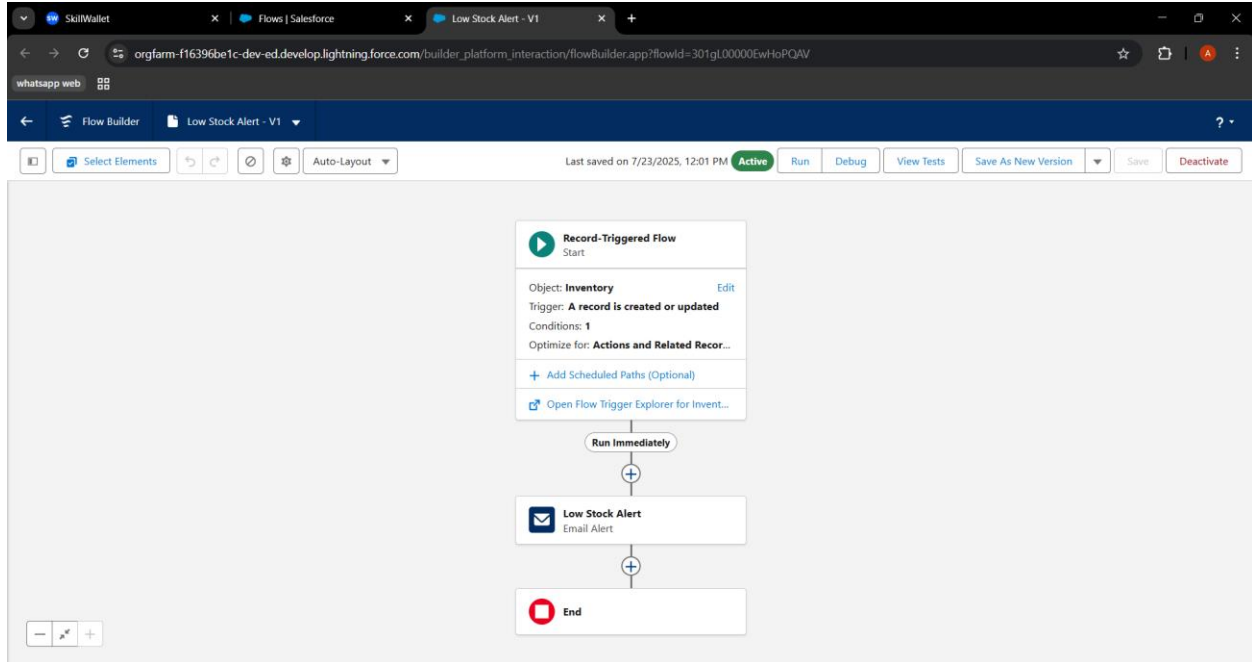 SkillWallet
Flows | Salesforce
Low Stock Alert - V1
orgfarm-f16396be1c-dev-ed.develop.lightning.force.com/builder_platform_interaction/flowBuilder.app?flowId=301gL00000EwHoPQAV
A
whatsapp web
Flow Builder
Low Stock Alert - V1
?
Select Elements
Auto-Layout
Last saved on 7/23/2025, 12:01 PM Active
Run
Debug
View Tests
Save As New Version
Save
Deactivate
Record-Triggered Flow
Start
Object: Inventory Edit
Trigger: A record is created or updated
Conditions: 1
Optimize for: Actions and Related Recor...
+ Add Scheduled Paths (Optional)
Open Flow Trigger Explorer for Invent...
Run Immediately
Low Stock Alert
Email Alert
End